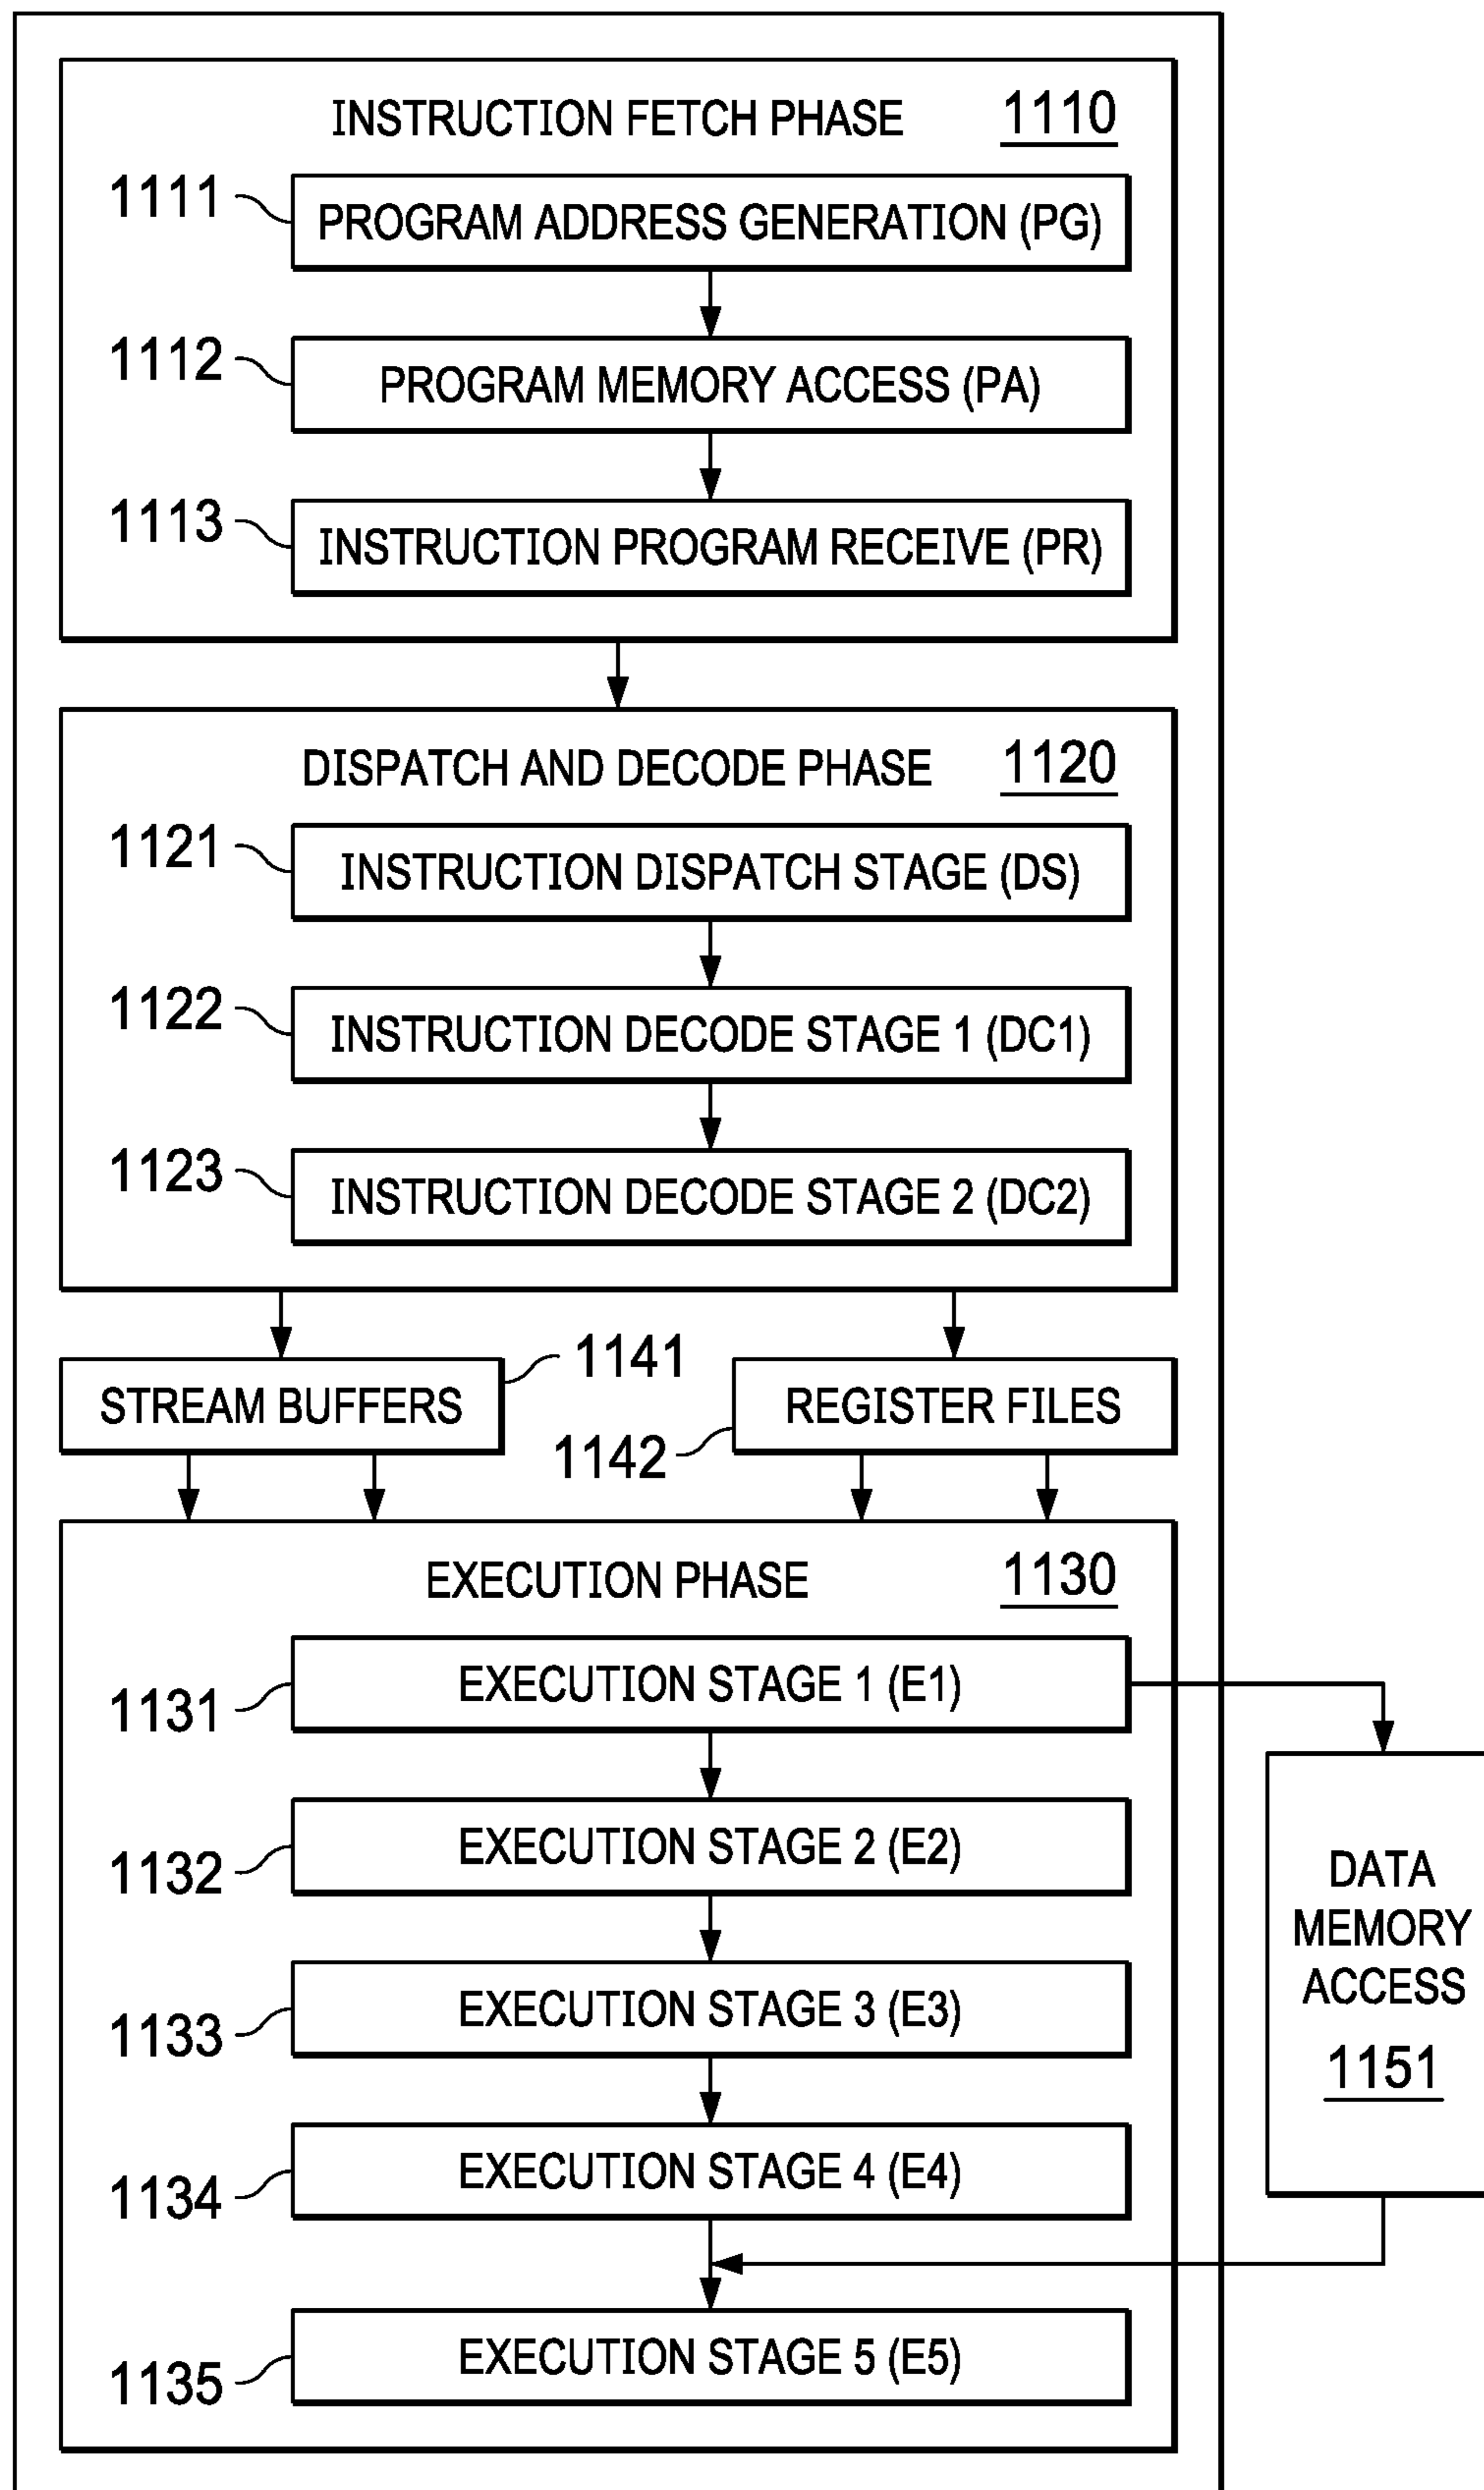 INSTRUCTION FETCH PHASE 1110
1111 PROGRAM ADDRESS GENERATION (PG)
1112 PROGRAM MEMORY ACCESS (PA)
1113 INSTRUCTION PROGRAM RECEIVE (PR)
DISPATCH AND DECODE PHASE 1120
1121 INSTRUCTION DISPATCH STAGE (DS)
1122 INSTRUCTION DECODE STAGE 1 (DC1)
1123 INSTRUCTION DECODE STAGE 2 (DC2)
STREAM BUFFERS 1141
1142 REGISTER FILES
EXECUTION PHASE 1130
1131 EXECUTION STAGE 1 (E1)
1132 EXECUTION STAGE 2 (E2)
1133 EXECUTION STAGE 3 (E3)
1134 EXECUTION STAGE 4 (E4)
1135 EXECUTION STAGE 5 (E5)
DATA
MEMORY
ACCESS
1151